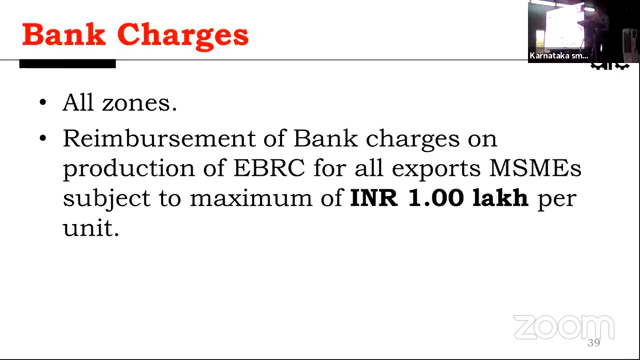 Bank Charges
Karnataka sm...
• All zones.
• Reimbursement of Bank charges on
production of EBRC for all exports MSMEs
subject to maximum of INR 1.00 lakh per
unit.
zoom
39